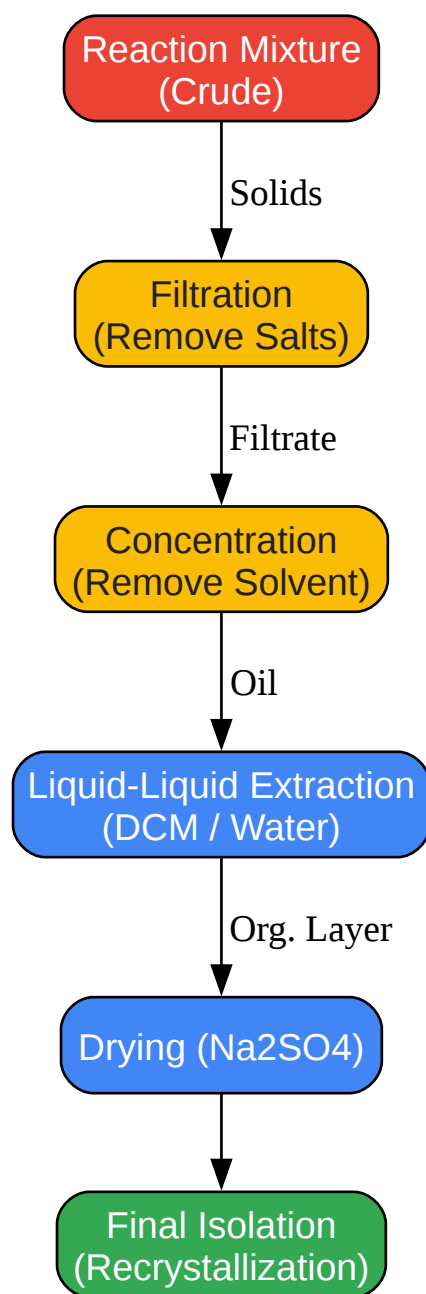 Reaction Mixture
(Crude)
Solids
Filtration
(Remove Salts)
Filtrate
Concentration
(Remove Solvent)
Oil
Liquid-Liquid Extraction
(DCM / Water)
Org. Layer
Drying (Na2SO4)
Final Isolation
(Recrystallization)